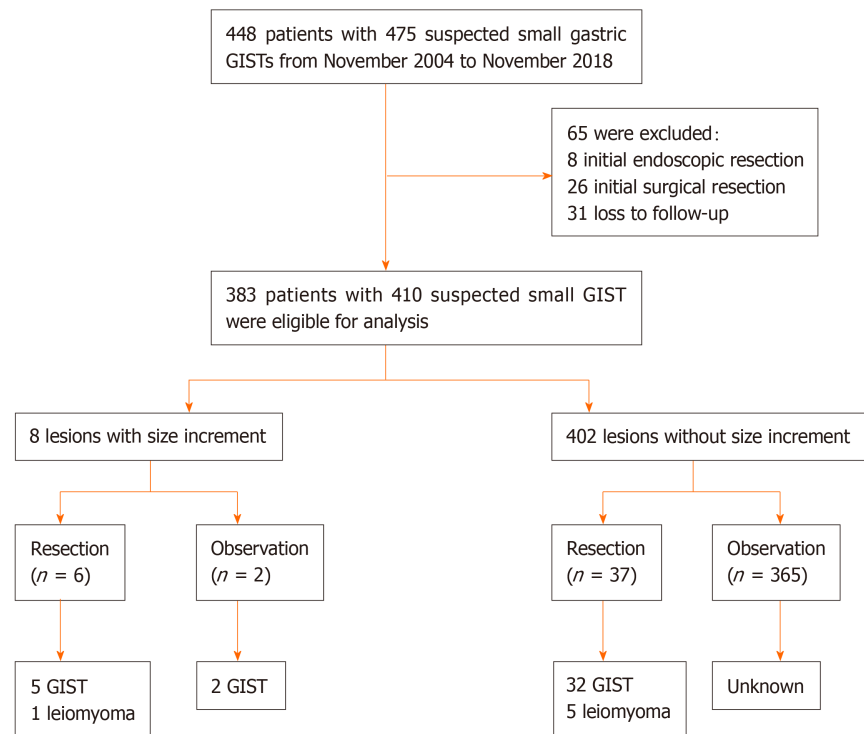 448 patients with 475 suspected small gastric
GISTs from November 2004 to November 2018
65 were excluded:
8 initial endoscopic resection
26 initial surgical resection
31 loss to follow-up
383 patients with 410 suspected small GIST
were eligible for analysis
8 lesions with size increment
402 lesions without size increment
Resection
(n = 6)
Observation
(n = 2)
Resection
(n = 37)
Observation
(n = 365)
5 GIST
1 leiomyoma
2 GIST
32 GIST
5 leiomyoma
Unknown